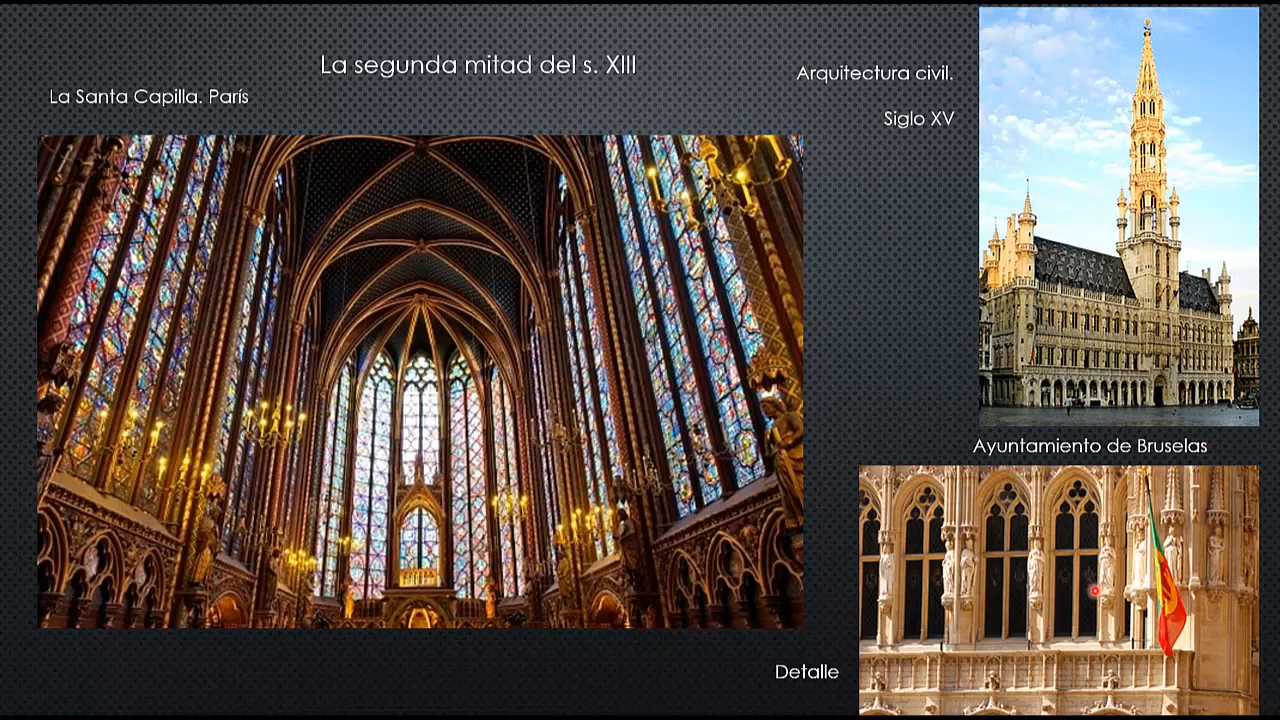 La segunda mitad del s. XIII
La Santa Capilla. París
Arquitectura civil.
Siglo XV
Ayuntamiento de Bruselas
Detalle